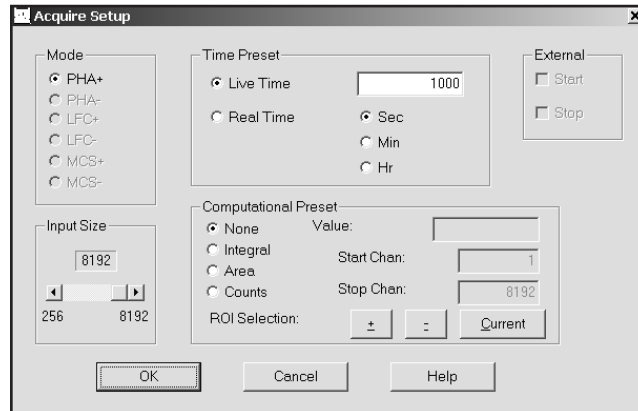 Acquire Setup
Mode
PHA+
PHA-
LFC+
LFC-
MCS+
MCS-
Input Size
8192
256 8192
Time Preset
Live Time 1000
Real Time
Sec
Min
Hr
External
Start
Stop
Computational Preset
None
Integral
Area
Counts
Value:
Start Chan: 1
Stop Chan: 8192
ROI Selection: + - Current
OK Cancel Help